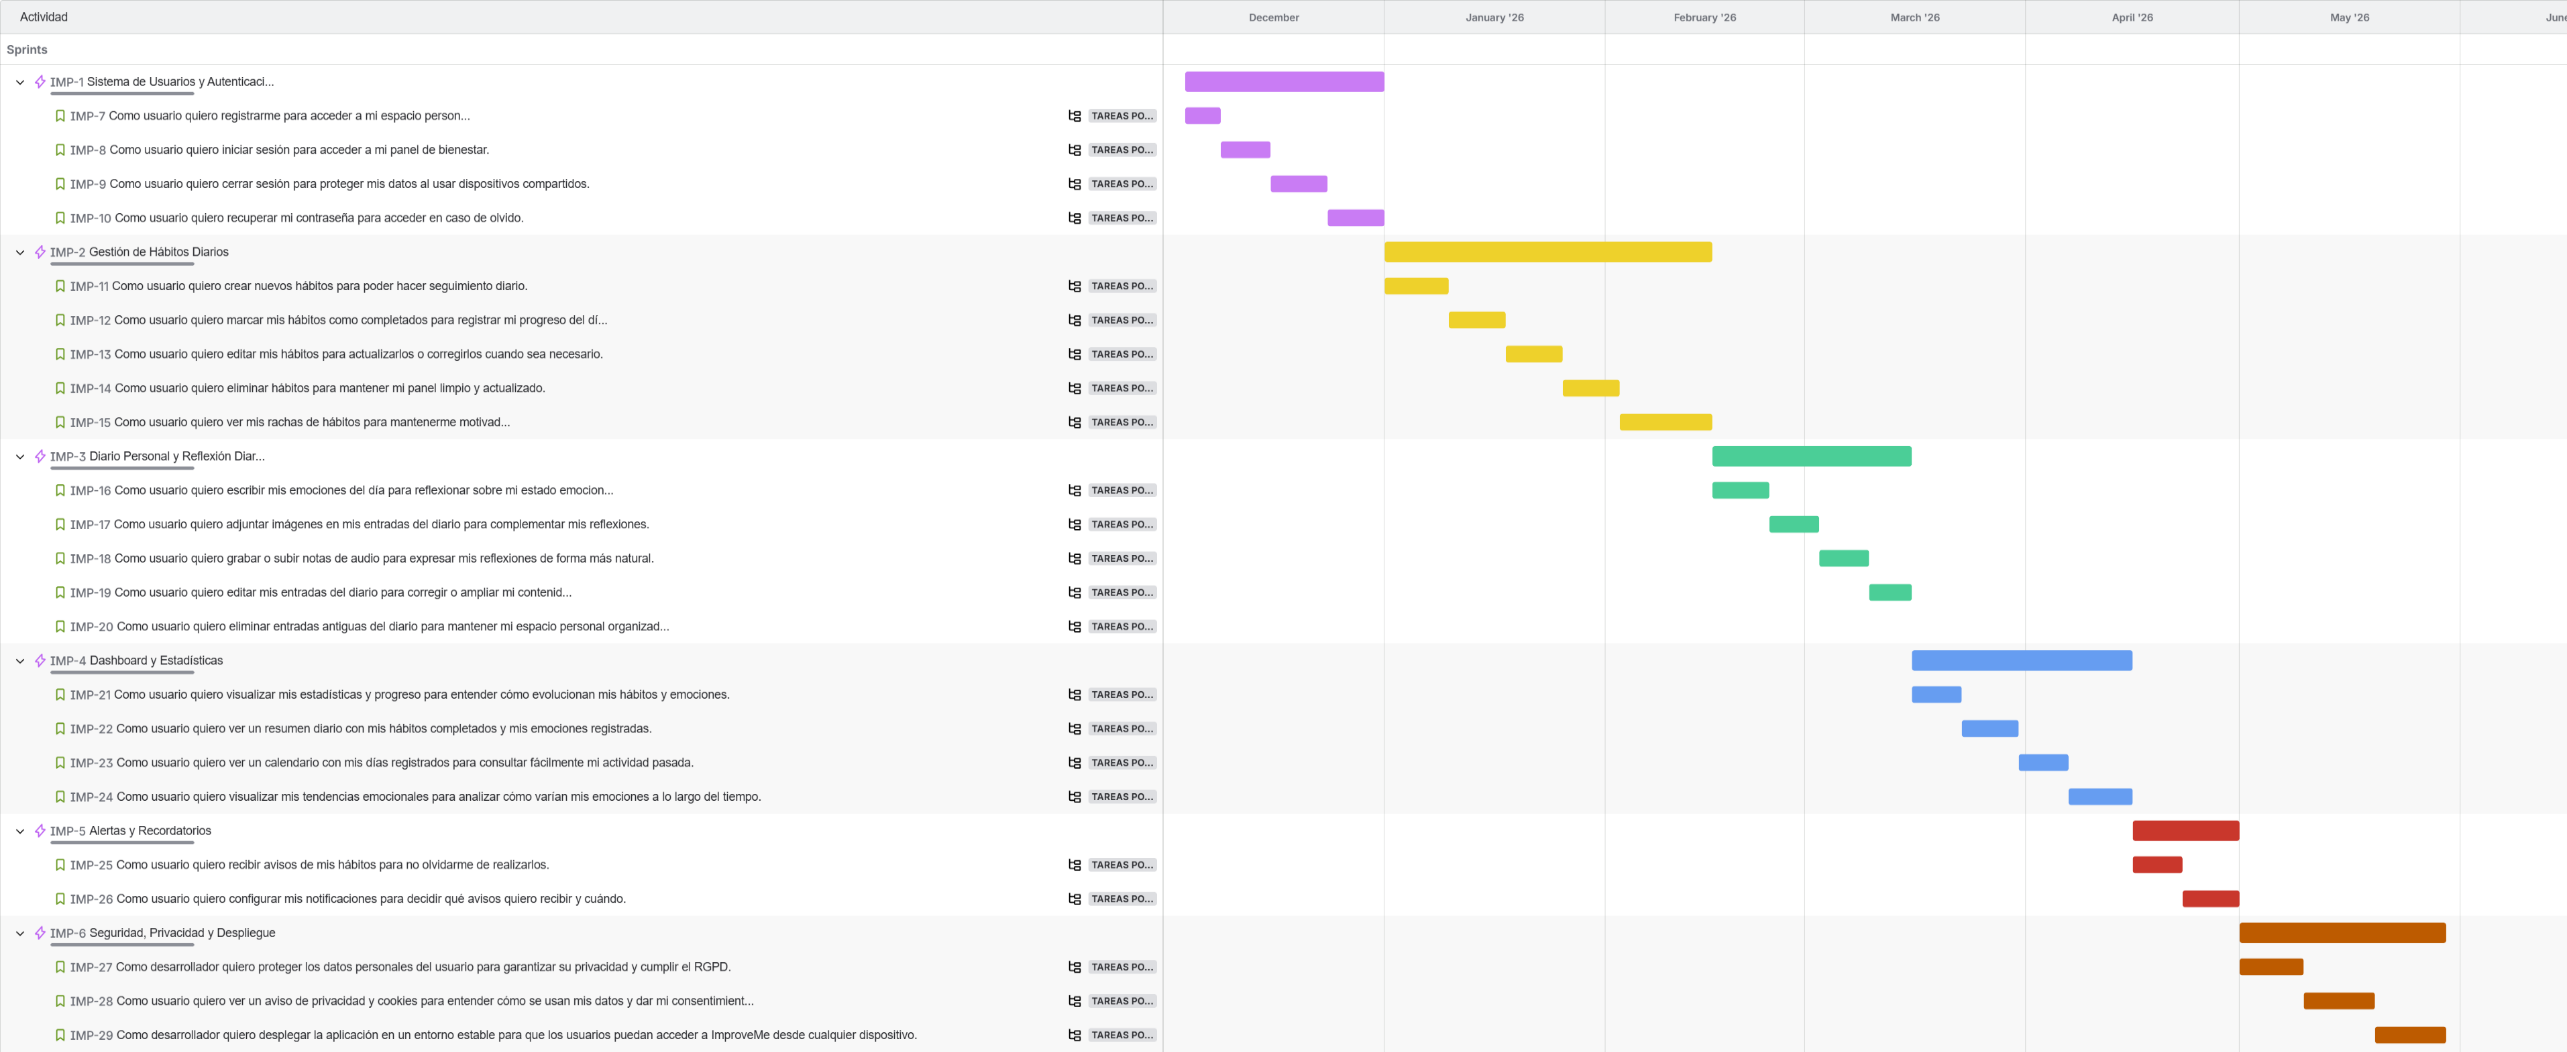 Actividad December January '26 February '26 March '26 April '26 May '26 June
Sprints
IMP-1 Sistema de Usuarios y Autenticaci...
IMP-7 Como usuario quiero registrarme para acceder a mi espacio person... TAREAS PO...
IMP-8 Como usuario quiero iniciar sesión para acceder a mi panel de bienestar. TAREAS PO...
IMP-9 Como usuario quiero cerrar sesión para proteger mis datos al usar dispositivos compartidos. TAREAS PO...
IMP-10 Como usuario quiero recuperar mi contraseña para acceder en caso de olvido. TAREAS PO...
IMP-2 Gestión de Hábitos Diarios
IMP-11 Como usuario quiero crear nuevos hábitos para poder hacer seguimiento diario. TAREAS PO...
IMP-12 Como usuario quiero marcar mis hábitos como completados para registrar mi progreso del dí... TAREAS PO...
IMP-13 Como usuario quiero editar mis hábitos para actualizarlos o corregirlos cuando sea necesario. TAREAS PO...
IMP-14 Como usuario quiero eliminar hábitos para mantener mi panel limpio y actualizado. TAREAS PO...
IMP-15 Como usuario quiero ver mis rachas de hábitos para mantenerme motivad... TAREAS PO...
IMP-3 Diario Personal y Reflexión Diar...
IMP-16 Como usuario quiero escribir mis emociones del día para reflexionar sobre mi estado emocion... TAREAS PO...
IMP-17 Como usuario quiero adjuntar imágenes en mis entradas del diario para complementar mis reflexiones. TAREAS PO...
IMP-18 Como usuario quiero grabar o subir notas de audio para expresar mis reflexiones de forma más natural. TAREAS PO...
IMP-19 Como usuario quiero editar mis entradas del diario para corregir o ampliar mi contenid... TAREAS PO...
IMP-20 Como usuario quiero eliminar entradas antiguas del diario para mantener mi espacio personal organizad... TAREAS PO...
IMP-4 Dashboard y Estadísticas
IMP-21 Como usuario quiero visualizar mis estadísticas y progreso para entender cómo evolucionan mis hábitos y emociones. TAREAS PO...
IMP-22 Como usuario quiero ver un resumen diario con mis hábitos completados y mis emociones registradas. TAREAS PO...
IMP-23 Como usuario quiero ver un calendario con mis días registrados para consultar fácilmente mi actividad pasada. TAREAS PO...
IMP-24 Como usuario quiero visualizar mis tendencias emocionales para analizar cómo varían mis emociones a lo largo del tiempo. TAREAS PO...
IMP-5 Alertas y Recordatorios
IMP-25 Como usuario quiero recibir avisos de mis hábitos para no olvidarme de realizarlos. TAREAS PO...
IMP-26 Como usuario quiero configurar mis notificaciones para decidir qué avisos quiero recibir y cuándo. TAREAS PO...
IMP-6 Seguridad, Privacidad y Despliegue
IMP-27 Como desarrollador quiero proteger los datos personales del usuario para garantizar su privacidad y cumplir el RGPD. TAREAS PO...
IMP-28 Como usuario quiero ver un aviso de privacidad y cookies para entender cómo se usan mis datos y dar mi consentimient... TAREAS PO...
IMP-29 Como desarrollador quiero desplegar la aplicación en un entorno estable para que los usuarios puedan acceder a ImproveMe desde cualquier dispositivo. TAREAS PO...